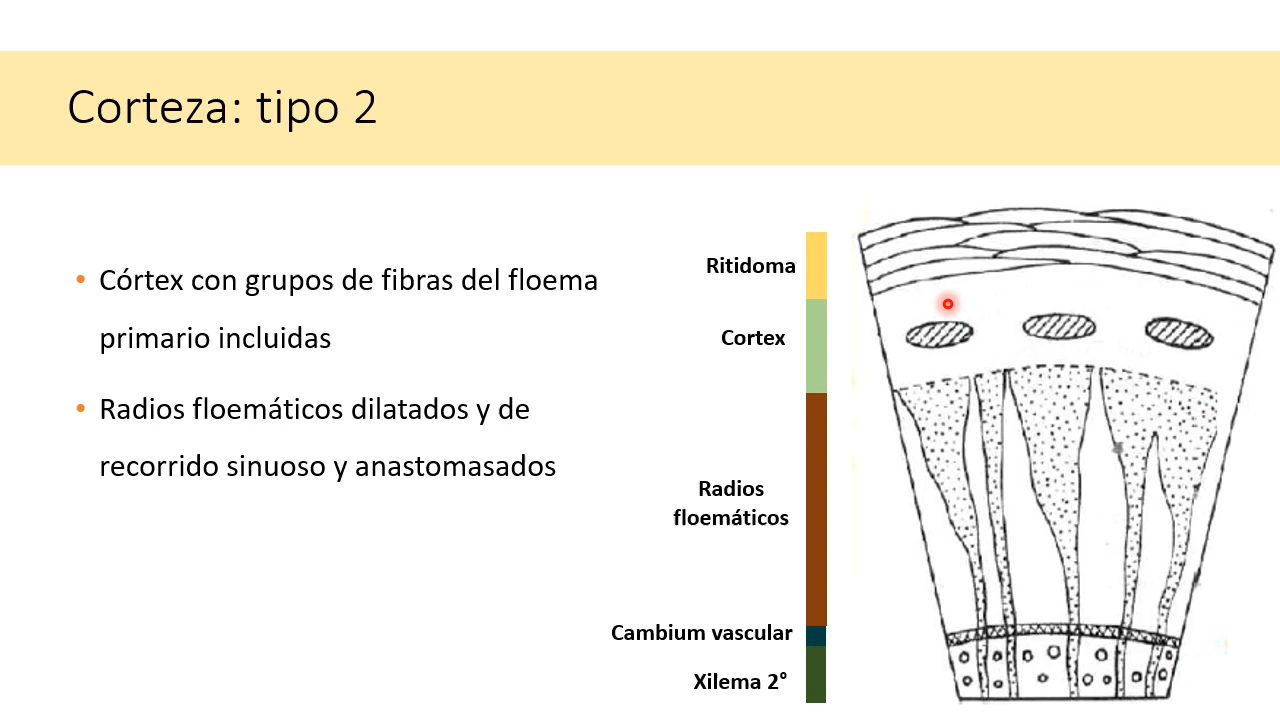 Corteza: tipo 2
• Córtex con grupos de fibras del floema
primario incluidas
• Radios floemáticos dilatados y de
recorrido sinuoso y anastomasados
Ritidoma
Cortex
Radios
floemáticos
Cambium vascular
Xilema 2°